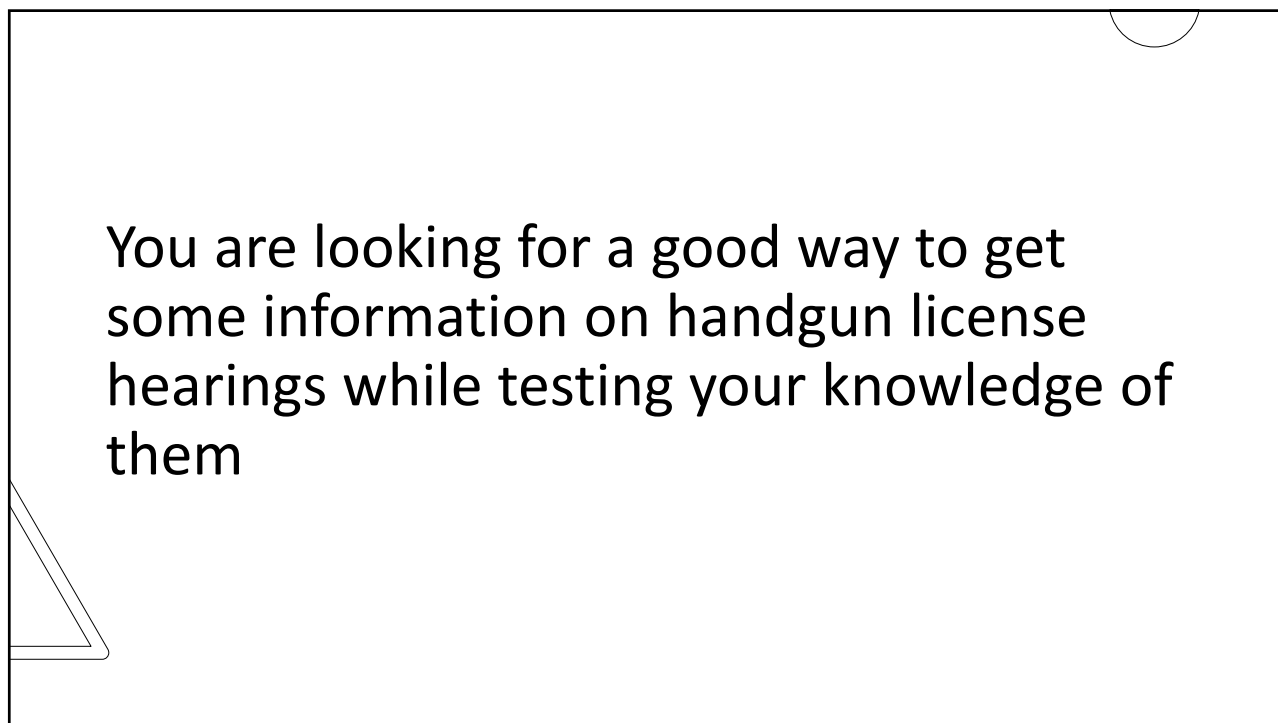 You are looking for a good way to get
some information on handgun license
hearings while testing your knowledge of
them